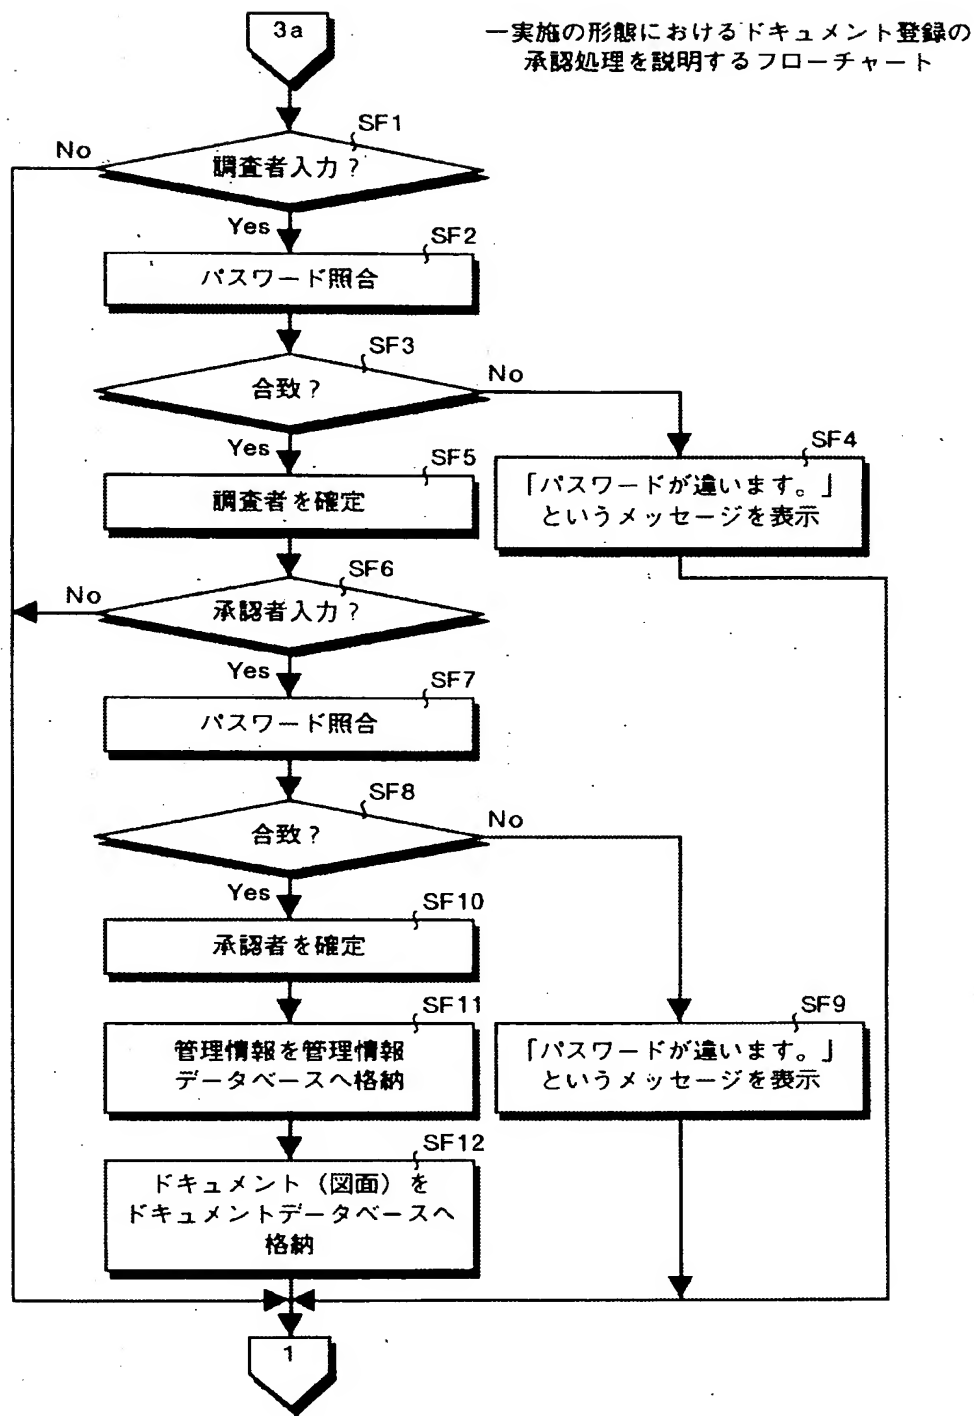 3a
一実施の形態におけるドキュメント登録の
承認処理を説明するフローチャート
SF1
No
調査者入力?
Yes
SF2
パスワード照合
SF3
合致?
No
Yes
SF4
「パスワードが違います。」
というメッセージを表示
SF5
調査者を確定
SF6
No
承認者入力?
Yes
SF7
パスワード照合
SF8
合致?
No
Yes
SF10
承認者を確定
SF11
管理情報を管理情報
データベースへ格納
SF9
「パスワードが違います。」
というメッセージを表示
SF12
ドキュメント(図面)を
ドキュメントデータベースへ
格納
1